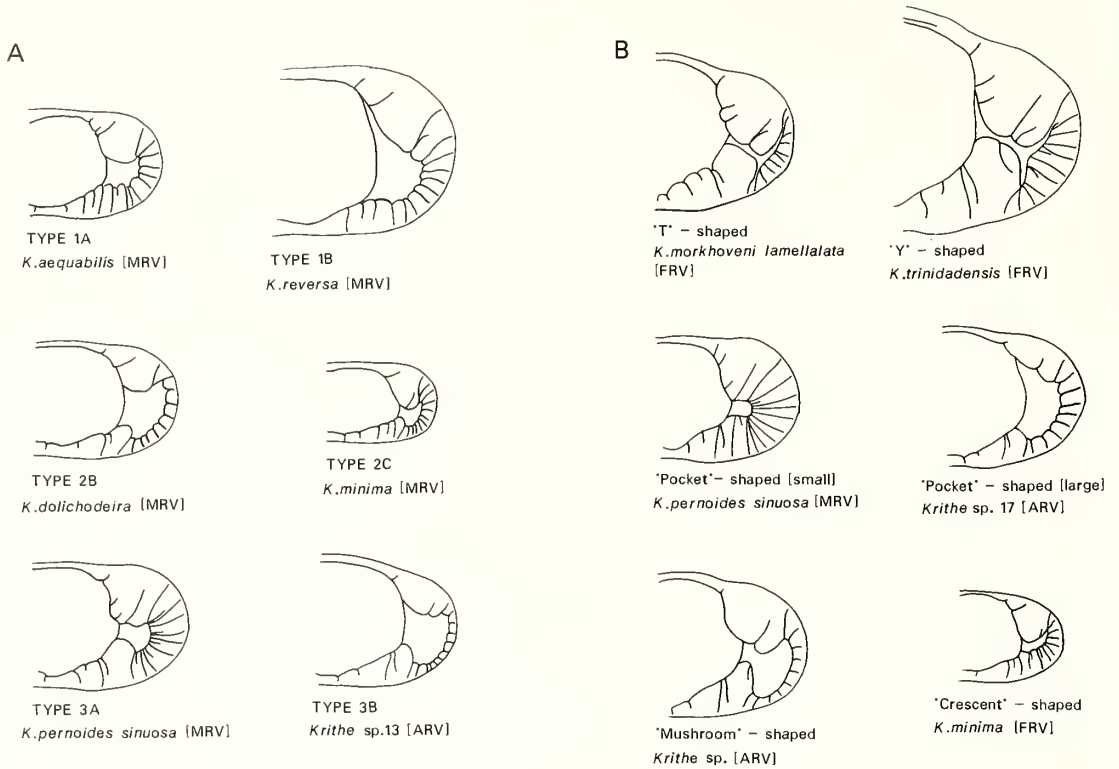 A
TYPE 1A
K.aequabilis [MRV]
TYPE 1B
K.reversa [MRV]
TYPE 2B
K.dolichodeira [MRV]
TYPE 2C
K.minima [MRV]
TYPE 3A
K.pernoides sinuosa [MRV]
TYPE 3B
Krithe sp.13 [ARV]
B
"T" – shaped
K.morkhoveni lamellalata
[FRV]
"Y" – shaped
K.trinidadensis [FRV]
"Pocket" – shaped [small]
K.pernoides sinuosa [MRV]
"Pocket" – shaped [large]
Krithe sp. 17 [ARV]
"Mushroom" – shaped
Krithe sp. [ARV]
"Crescent" – shaped
K.minima [FRV]